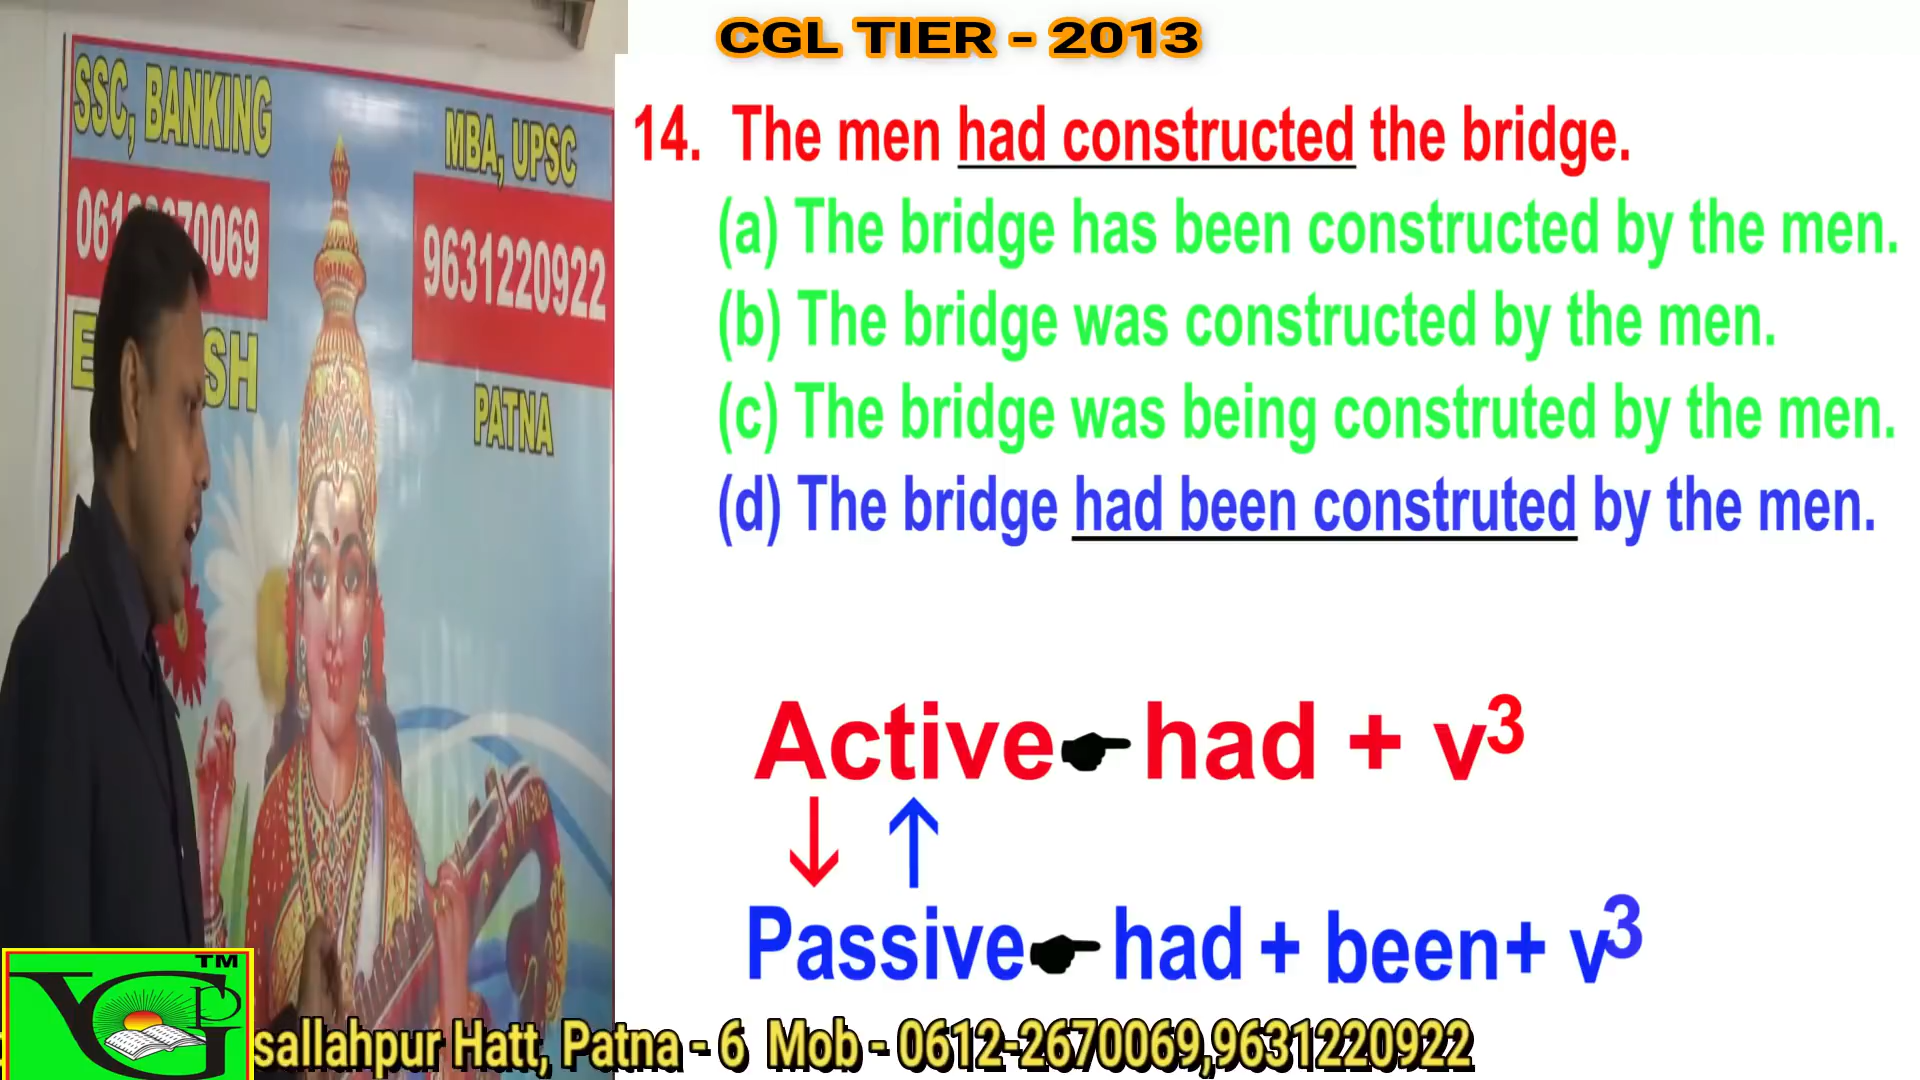 CGL TIER - 2013
SSC, BANKING
MBA, UPSC
9631220922
PATNA
14. The men had constructed the bridge.
(a) The bridge has been constructed by the men.
(b) The bridge was constructed by the men.
(c) The bridge was being construted by the men.
(d) The bridge had been construted by the men.
Active☛had + v³
Passive☛had + been+ v³
TM
sallahpur Hatt, Patna - 6 Mob - 0612-2670069,9631220922